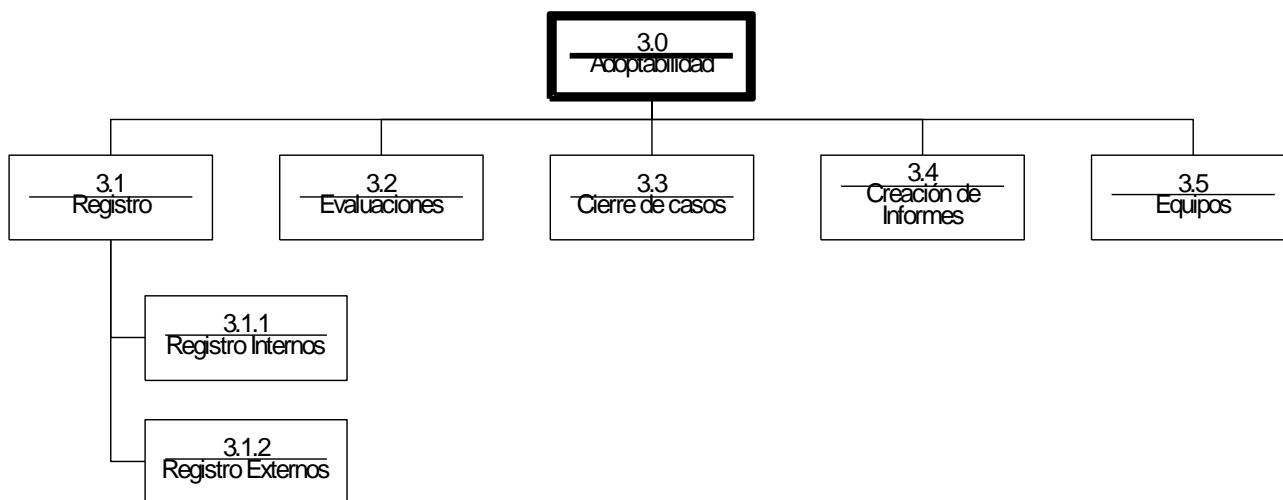 3.0
Adoptabilidad
3.1
Registro
3.2
Evaluaciones
3.3
Cierre de casos
3.4
Creación de
Informes
3.5
Equipos
3.1.1
Registro Internos
3.1.2
Registro Externos